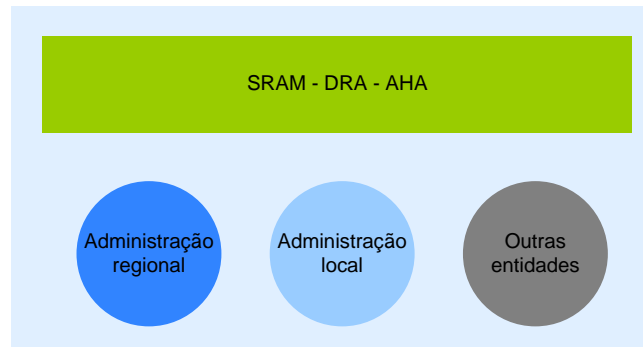 SRAM - DRA - AHA
Administração
regional
Administração
local
Outras
entidades